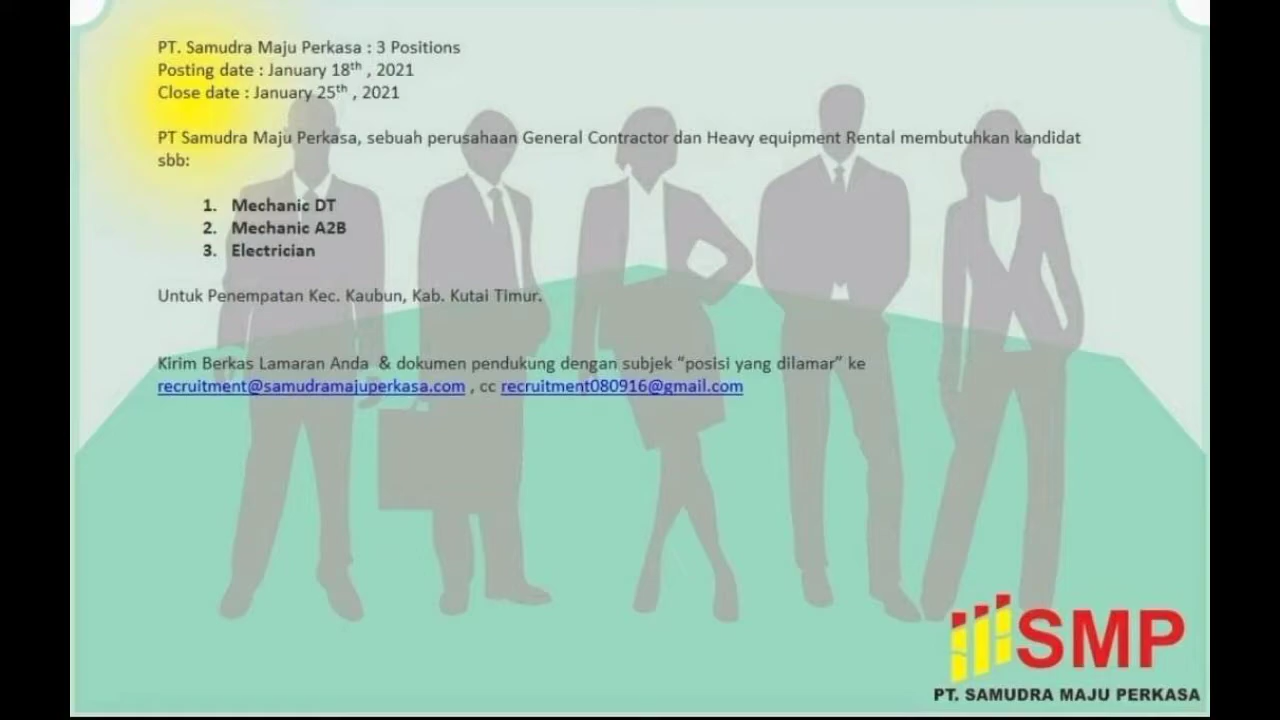 PT. Samudra Maju Perkasa : 3 Positions
Posting date : January 18th , 2021
Close date : January 25th , 2021
PT Samudra Maju Perkasa, sebuah perusahaan General Contractor dan Heavy equipment Rental membutuhkan kandidat
sbb:
1. Mechanic DT
2. Mechanic A2B
3. Electrician
Untuk Penempatan Kec. Kaubun, Kab. Kutai Timur.
Kirim Berkas Lamaran Anda & dokumen pendukung dengan subjek “posisi yang dilamar” ke
recruitment@samudramajuperkasa.com , cc recruitment080916@gmail.com
SMP
PT. SAMUDRA MAJU PERKASA